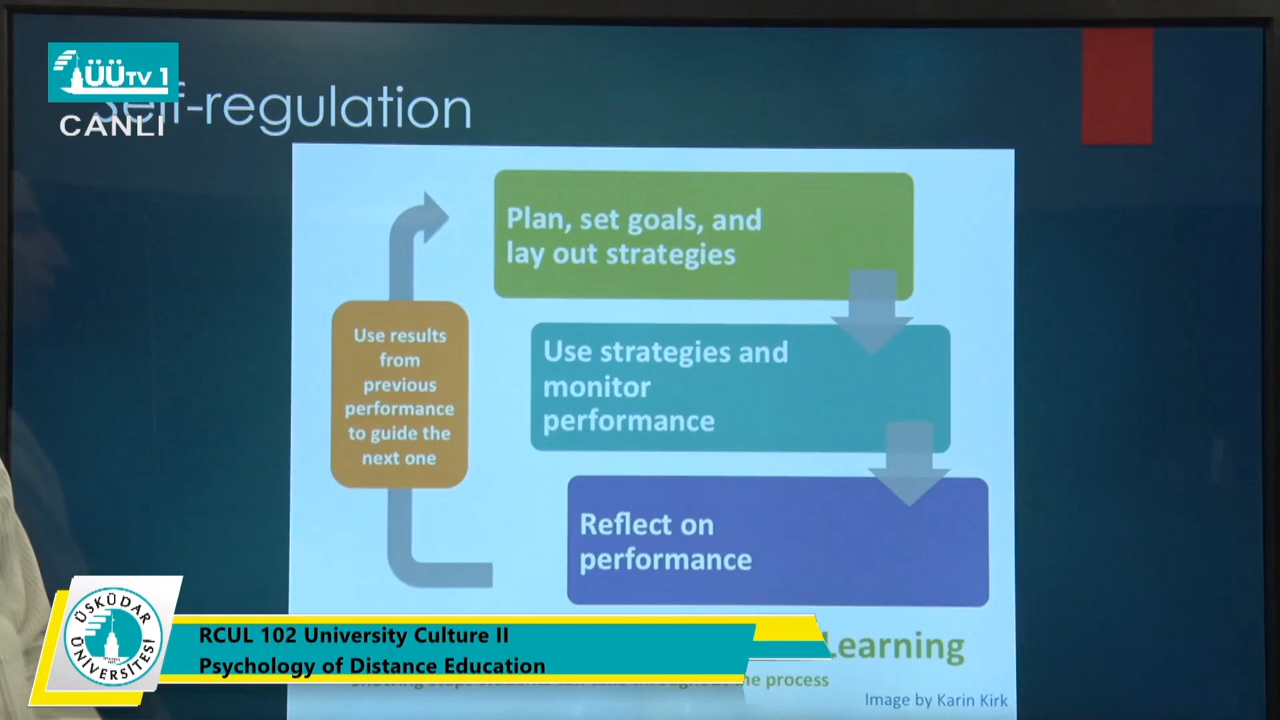 ÜÜTV 1
CANLI
Self-regulation
Plan, set goals, and
lay out strategies
Use strategies and
monitor
performance
Reflect on
performance
Use results
from
previous
performance
to guide the
next one
Learning
process
Image by Karin Kirk
ÜSKÜDAR
ÜNİVERSİTESİ
RCUL 102 University Culture II
Psychology of Distance Education